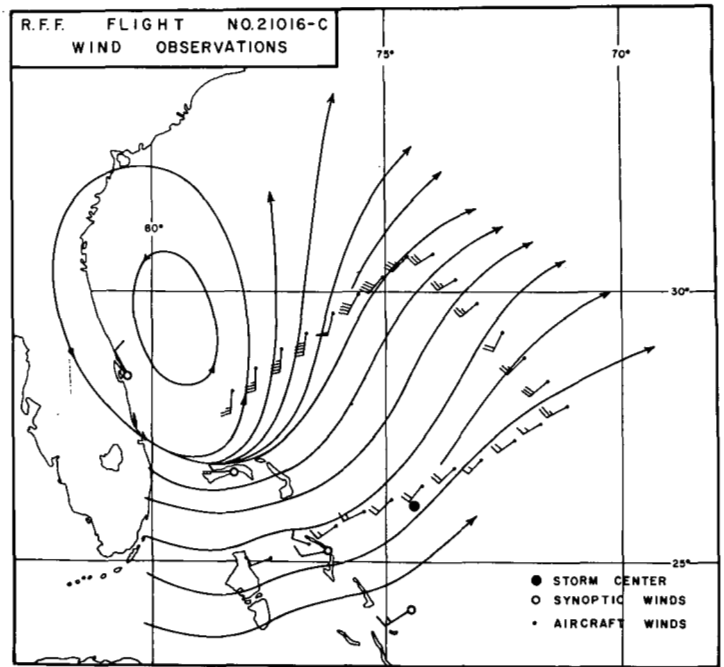 R.F.F. FLIGHT NO.21016-C
WIND OBSERVATIONS
75°
70°
80°
30°
25°
STORM CENTER
SYNOPTIC WINDS
AIRCRAFT WINDS